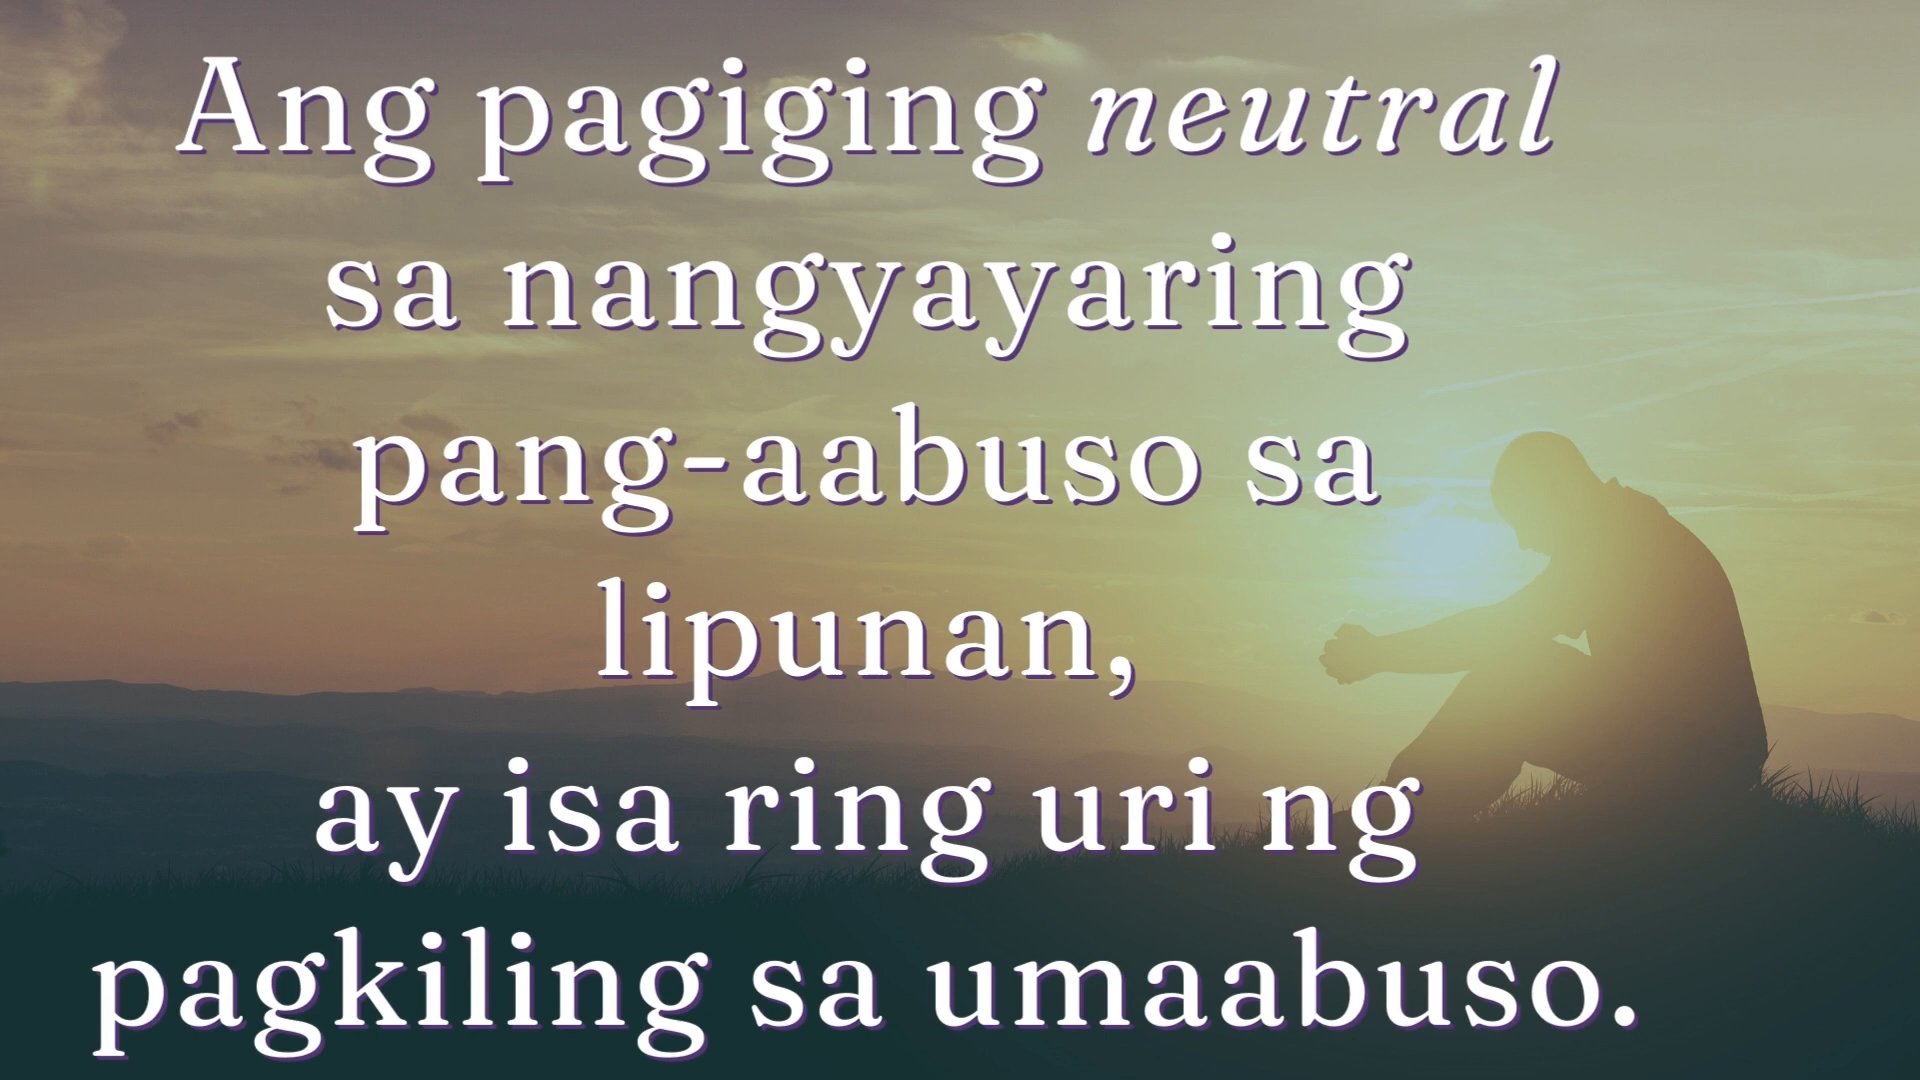 Ang pagiging neutral
sa nangyayaring
pang-aabuso sa
lipunan,
ay isa ring uri ng
pagkiling sa umaabuso.